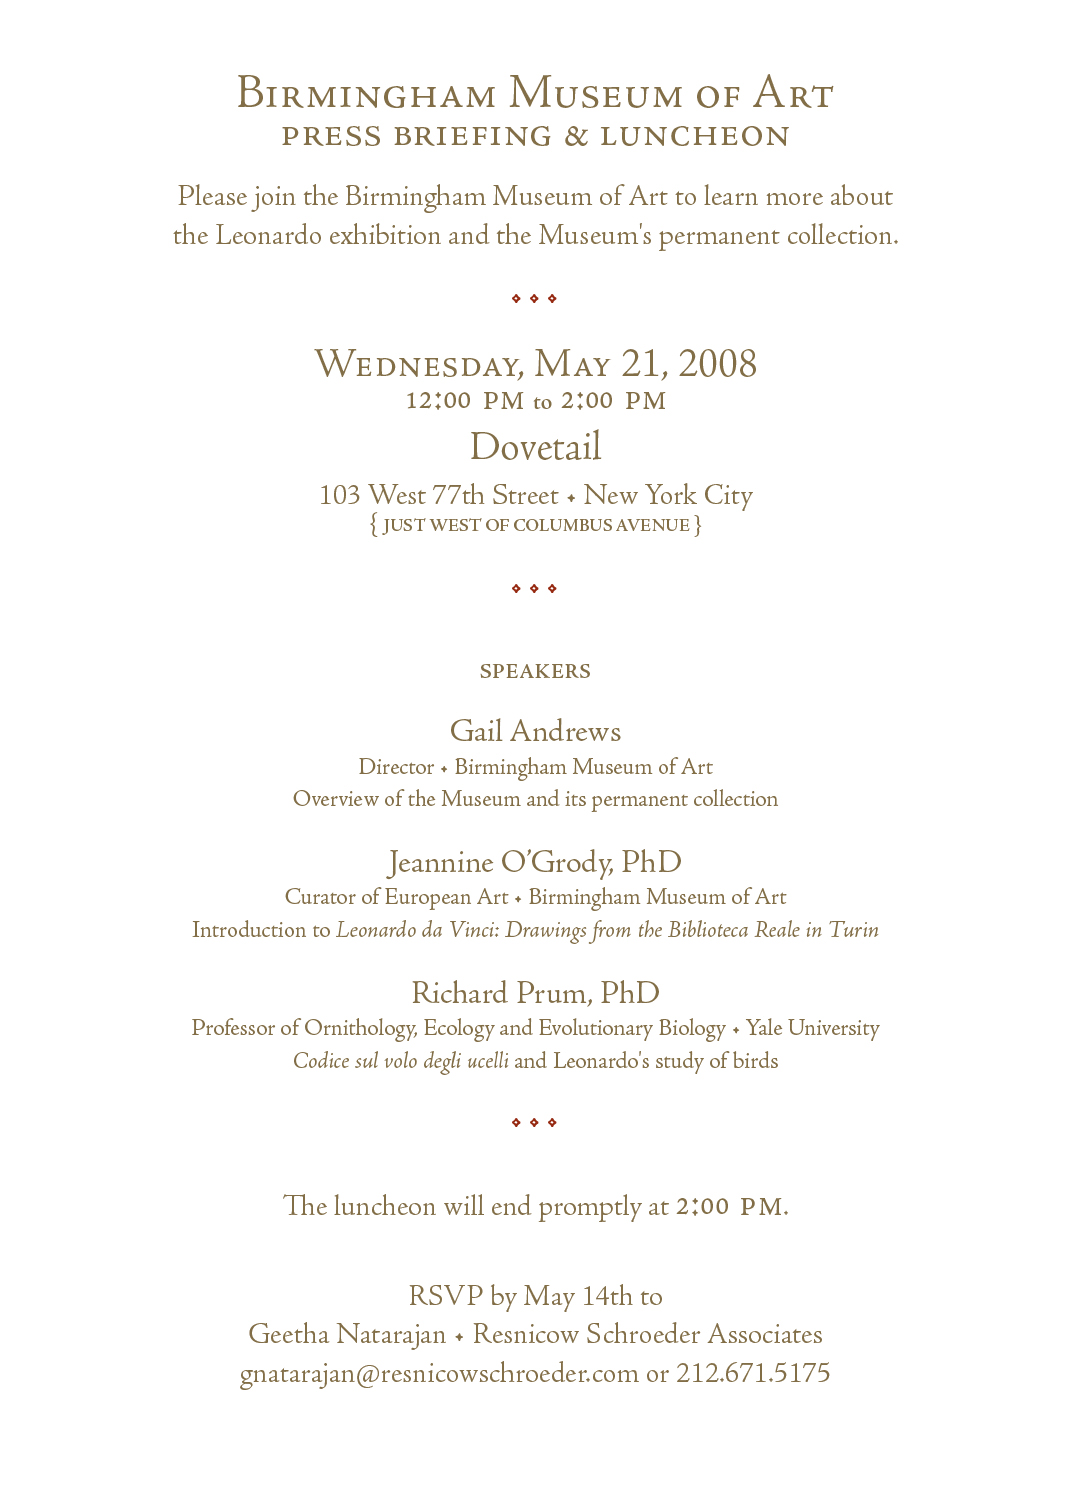 Birmingham Museum of Art
PRESS BRIEFING & LUNCHEON
Please join the Birmingham Museum of Art to learn more about
the Leonardo exhibition and the Museum's permanent collection.
Wednesday, May 21, 2008
12:00 PM to 2:00 PM
Dovetail
103 West 77th Street • New York City
{ JUST WEST OF COLUMBUS AVENUE }
SPEAKERS
Gail Andrews
Director • Birmingham Museum of Art
Overview of the Museum and its permanent collection
Jeannine O’Grody, PhD
Curator of European Art • Birmingham Museum of Art
Introduction to Leonardo da Vinci: Drawings from the Biblioteca Reale in Turin
Richard Prum, PhD
Professor of Ornithology, Ecology and Evolutionary Biology • Yale University
Codice sul volo degli ucelli and Leonardo's study of birds
The luncheon will end promptly at 2:00 PM.
RSVP by May 14th to
Geetha Natarajan • Resnicow Schroeder Associates
gnatarajan@resnicowschroeder.com or 212.671.5175